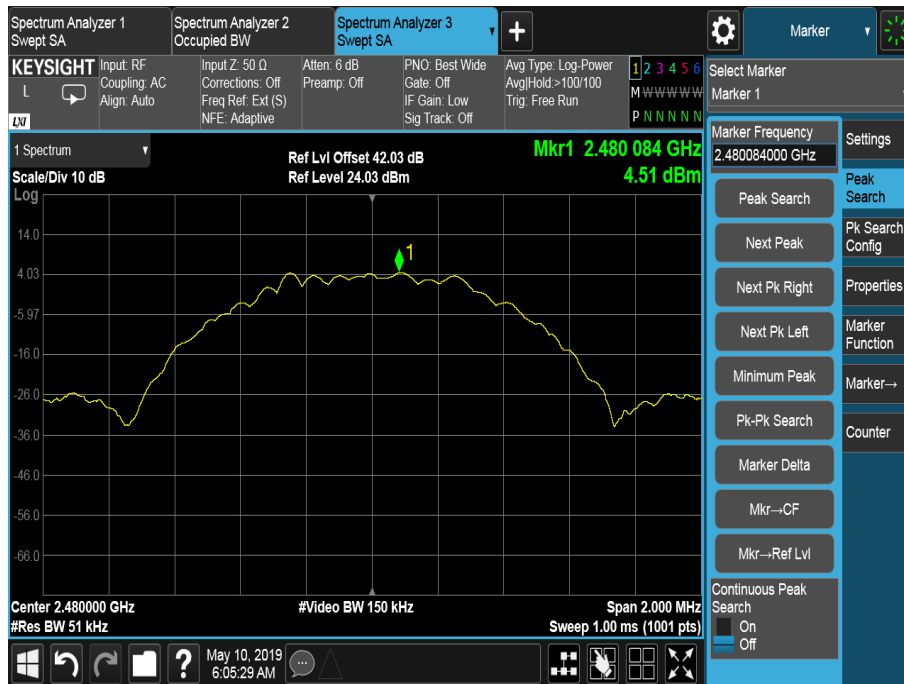 Spectrum Analyzer 1
Swept SA
Spectrum Analyzer 2
Occupied BW
Spectrum Analyzer 3
Swept SA
+
Marker
KEYSIGHT
L
LXI
Input: RF
Coupling: AC
Align: Auto
Input Z: 50 Ω
Corrections: Off
Freq Ref: Ext (S)
NFE: Adaptive
Atten: 6 dB
Preamp: Off
PNO: Best Wide
Gate: Off
IF Gain: Low
Sig Track: Off
Avg Type: Log-Power
Avg|Hold:>100/100
Trig: Free Run
1 2 3 4 5 6
M W W W W W
P N N N N N
Select Marker
Marker 1
1 Spectrum
Scale/Div 10 dB
Ref Lvl Offset 42.03 dB
Ref Level 24.03 dBm
Mkr1 2.480 084 GHz
4.51 dBm
Log
14.0
4.03
-5.97
-16.0
-26.0
-36.0
-46.0
-56.0
-66.0
1
Center 2.480000 GHz
#Res BW 51 kHz
#Video BW 150 kHz
Span 2.000 MHz
Sweep 1.00 ms (1001 pts)
Marker Frequency
2.480084000 GHz
Peak Search
Next Peak
Next Pk Right
Next Pk Left
Minimum Peak
Pk-Pk Search
Marker Delta
Mkr→CF
Mkr→Ref Lvl
Continuous Peak
Search
On
Off
Settings
Peak
Search
Pk Search
Config
Properties
Marker
Function
Marker→
Counter
?
May 10, 2019
6:05:29 AM